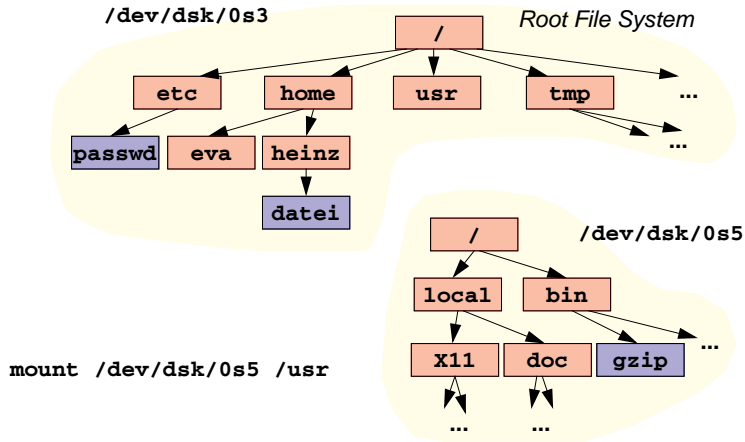 /dev/dsk/0s3
Root File System
/
etc home usr tmp ...
passwd eva heinz ...
datei
/
/dev/dsk/0s5
local bin
X11 doc gzip ...
mount /dev/dsk/0s5 /usr
... ...